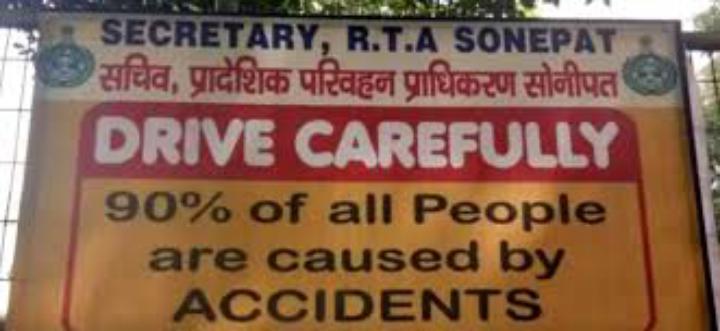 SECRETARY, R.T.A SONEPAT
सचिव, प्रादेशिक परिवहन प्राधिकरण सोनीपत
DRIVE CAREFULLY
90% of all People
are caused by
ACCIDENTS